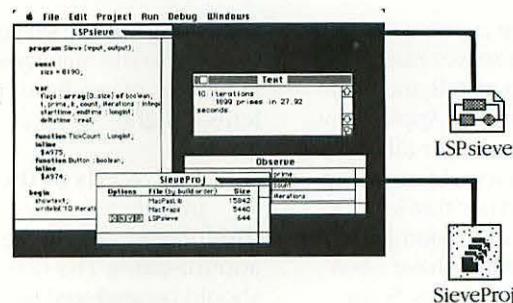 File Edit Project Run Debug Windows
LSPsieve
program Sieve (input, output);
const
size = 8190;
var
flags : array [0..size] of boolean;
i, prime, k, count, iterations : integ
starttime, endtime : longint;
deltatime : real;
function TickCount : longint;
inline
$A975;
function Button : boolean;
inline
$A974;
begin
showtext;
writeln('10 iterati
Text
10 iterations
1899 primes in 27.92
seconds
Observe
prime
count
iterations
SieveProj
Options File (by build order) Size
MacPasLib 15842
MacTraps 5440
LSPsieve 644
LSPsieve
SieveProj